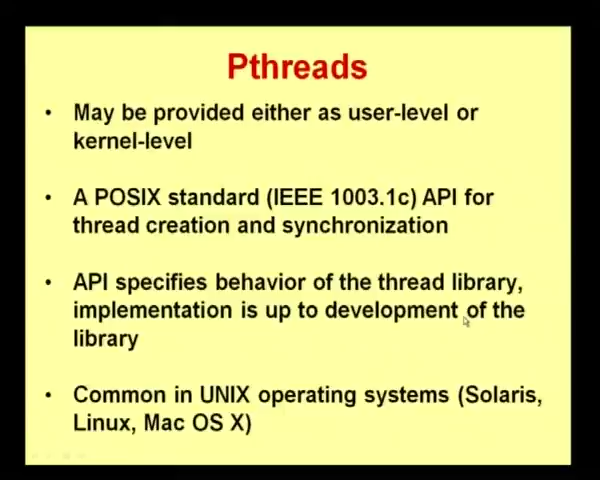 Pthreads
• May be provided either as user-level or
kernel-level
• A POSIX standard (IEEE 1003.1c) API for
thread creation and synchronization
• API specifies behavior of the thread library,
implementation is up to development of the
library
• Common in UNIX operating systems (Solaris,
Linux, Mac OS X)